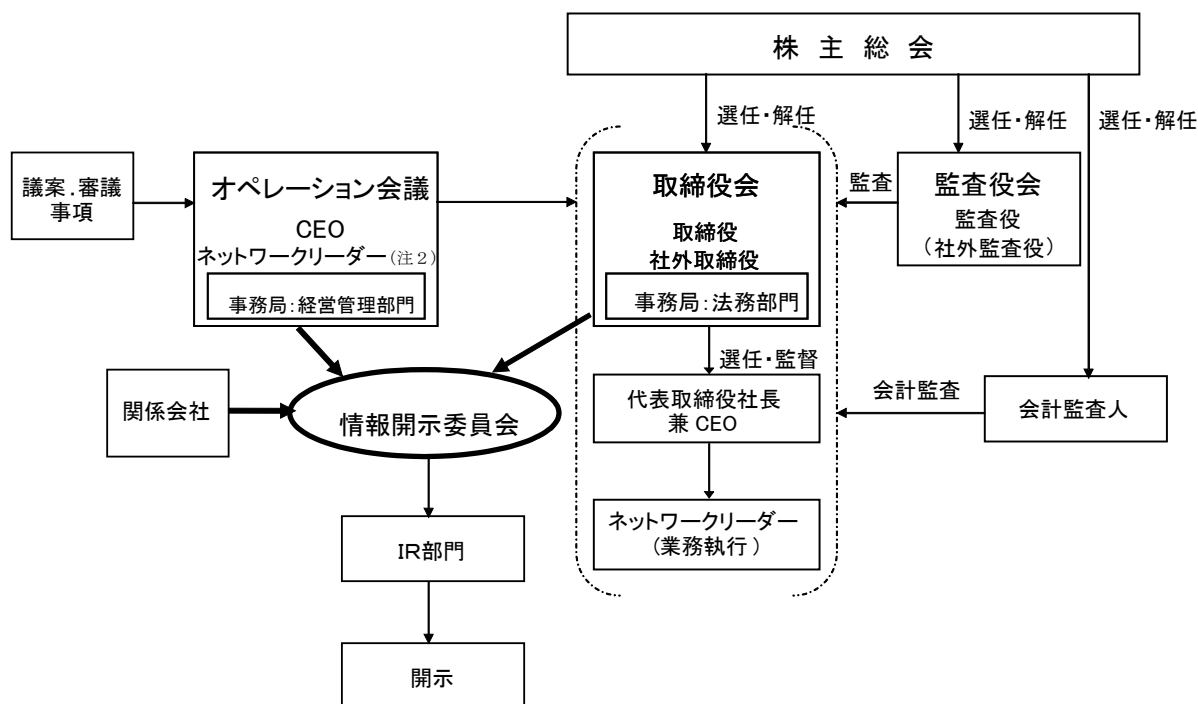 株 主 総 会
選任・解任
選任・解任
選任・解任
議案.審議
事項
オペレーション会議
CEO
ネットワークリーダー(注2)
事務局:経営管理部門
取締役会
取締役
社外取締役
事務局:法務部門
監査
監査役会
監査役
(社外監査役)
選任・監督
関係会社
情報開示委員会
代表取締役社長
兼 CEO
会計監査
会計監査人
IR部門
ネットワークリーダー
(業務執行)
開示